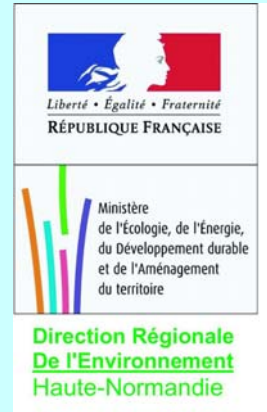 Liberté • Égalité • Fraternité
RÉPUBLIQUE FRANÇAISE
Ministère
de l'Écologie, de l'Énergie,
du Développement durable
et de l'Aménagement
du territoire
Direction Régionale
De l'Environnement
Haute-Normandie